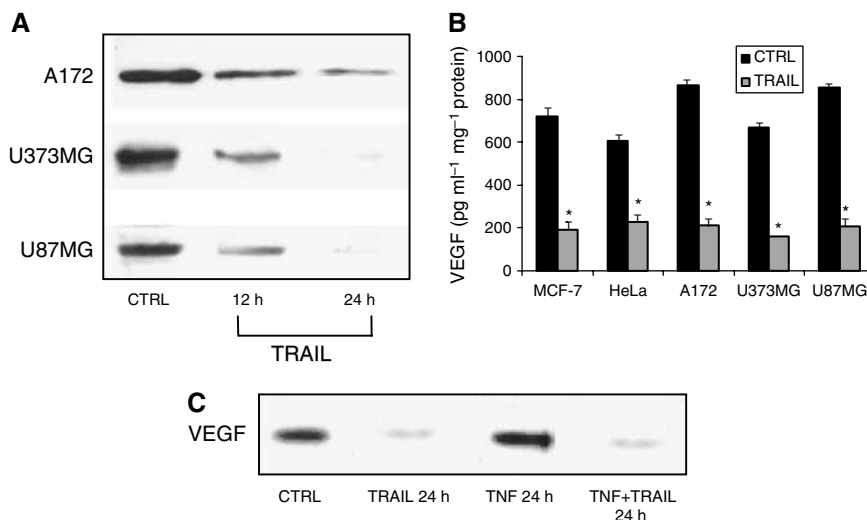 A
A172
U373MG
U87MG
CTRL 12 h 24 h
TRAIL
B
1000
800
600
400
200
0
VEGF (pg ml⁻¹ mg⁻¹ protein)
CTRL
TRAIL
* * * * *
MCF-7 HeLa A172 U373MG U87MG
C
VEGF
CTRL TRAIL 24 h TNF 24 h TNF+TRAIL
24 h